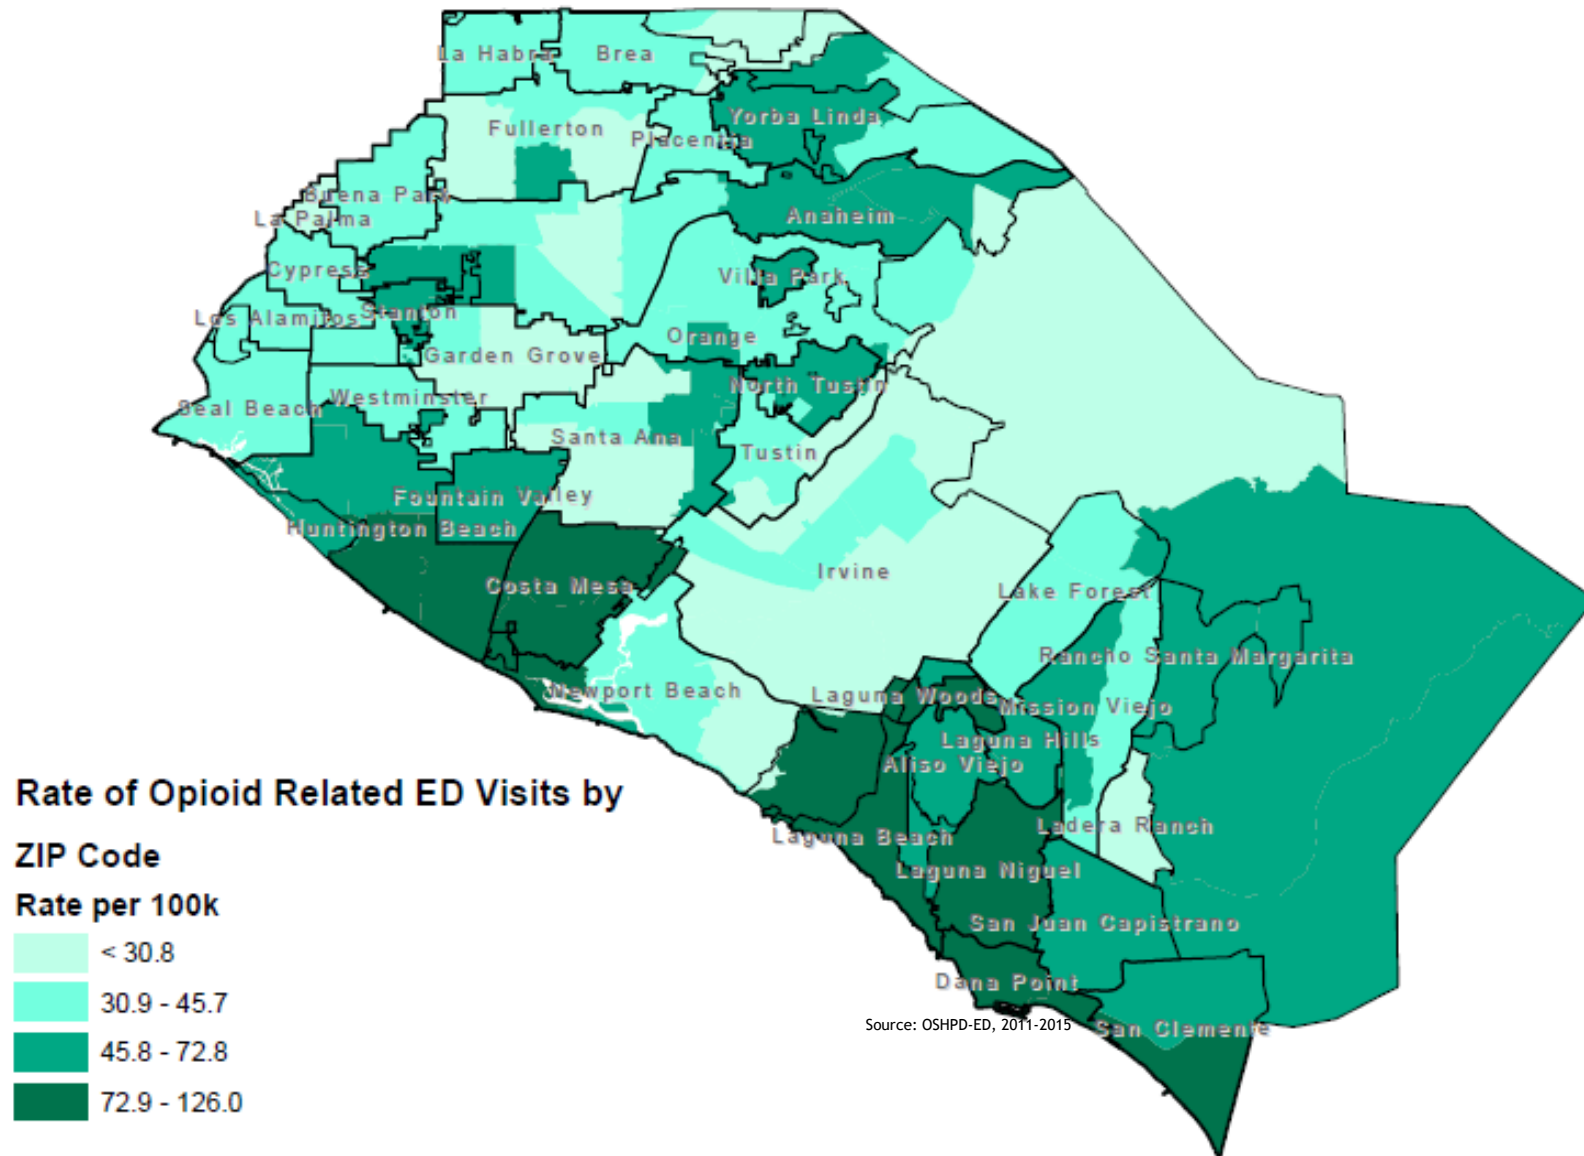 La Habra
Brea
Fullerton
Placentia
Yorba Linda
Buena Park
La Palma
Anaheim
Cypress
Villa Park
Los Alamitos
Stanton
Orange
Garden Grove
North Tustin
Seal Beach
Westminster
Santa Ana
Tustin
Fountain Valley
Huntington Beach
Irvine
Costa Mesa
Lake Forest
Rancho Santa Margarita
Newport Beach
Laguna Woods
Mission Viejo
Laguna Hills
Aliso Viejo
Rate of Opioid Related ED Visits by
ZIP Code
Rate per 100k
< 30.8
30.9 - 45.7
45.8 - 72.8
72.9 - 126.0
Laguna Beach
Ladera Ranch
Laguna Niguel
San Juan Capistrano
Dana Point
Source: OSHPD-ED, 2011-2015
San Clemente